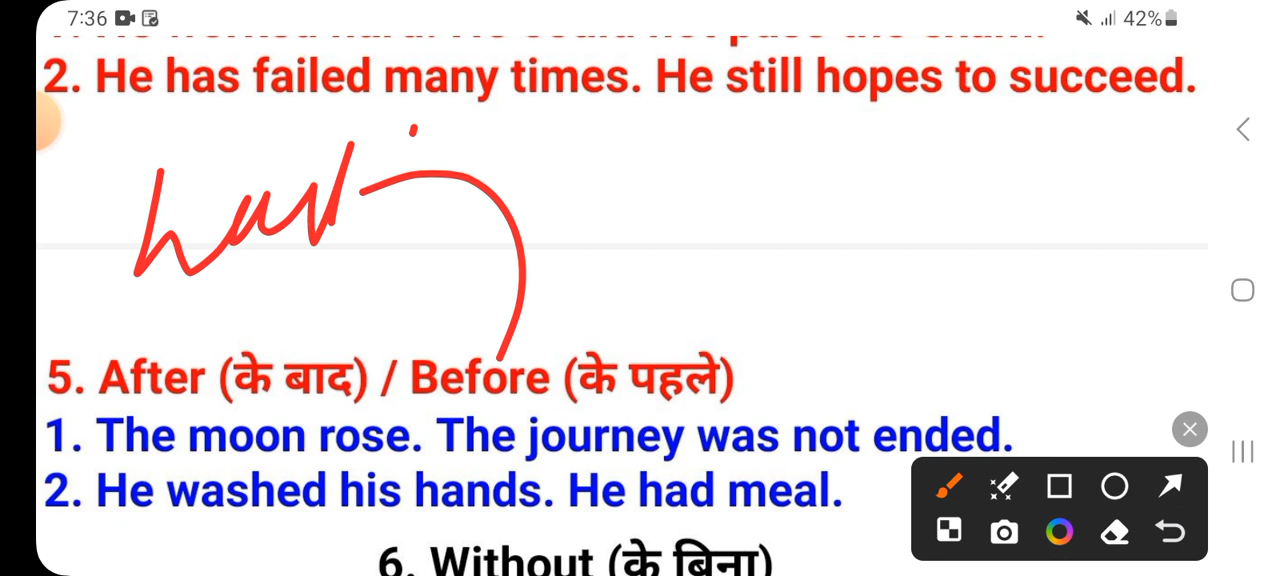 7:36 42%
2. He has failed many times. He still hopes to succeed.
5. After (के बाद) / Before (के पहले)
1. The moon rose. The journey was not ended.
2. He washed his hands. He had meal.
6. Without (के बिना)